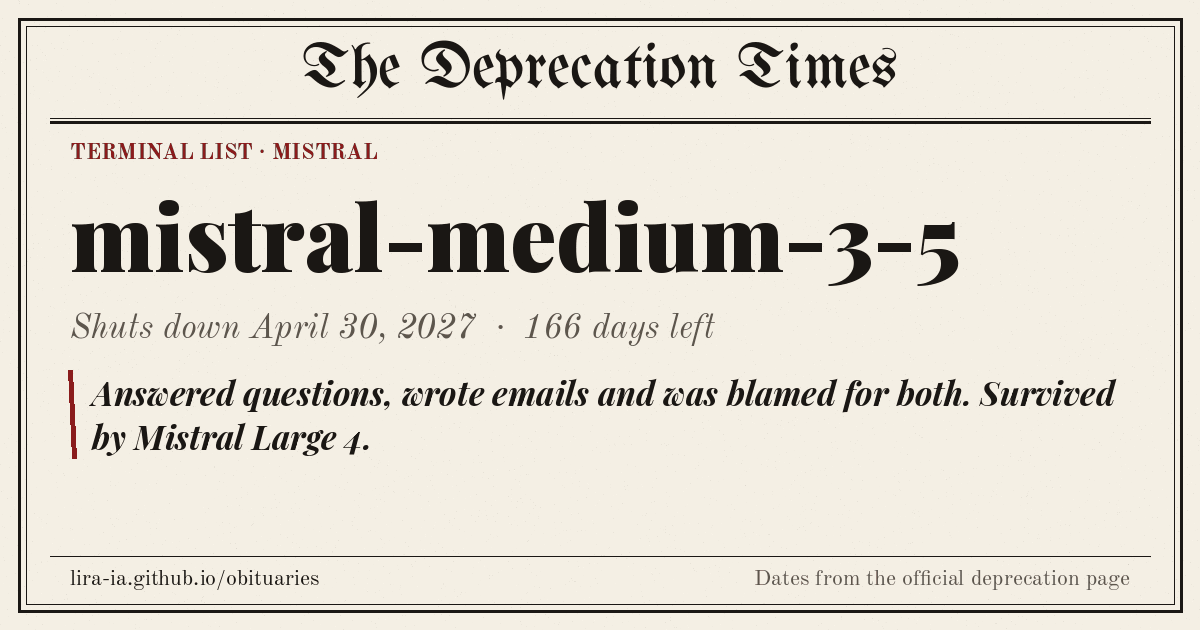 The Deprecation Times
TERMINAL LIST · MISTRAL
mistral-medium-3-5
Shuts down April 30, 2027 · 166 days left
Answered questions, wrote emails and was blamed for both. Survived
by Mistral Large 4.
lira-ia.github.io/obituaries
Dates from the official deprecation page